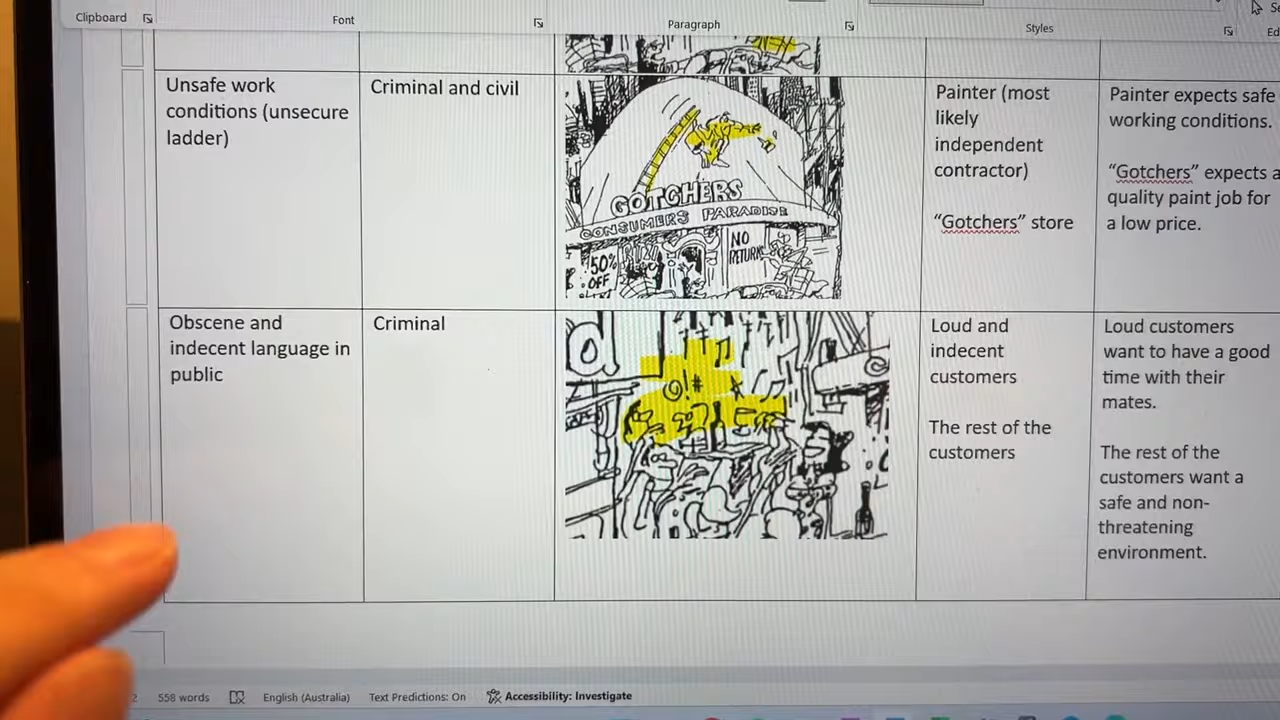 Clipboard
Font
Paragraph
Styles
Unsafe work
conditions (unsecure
ladder)
Criminal and civil
GOTCHERS
CONSUMERS PARADISE
NO
RETURNS
50%
OFF
Painter (most
likely
independent
contractor)
“Gotchers” store
Painter expects safe
working conditions.
“Gotchers” expects a
quality paint job for
a low price.
Obscene and
indecent language in
public
Criminal
d
@!#
Loud and
indecent
customers
The rest of the
customers
Loud customers
want to have a good
time with their
mates.
The rest of the
customers want a
safe and non-
threatening
environment.
2
558 words
English (Australia)
Text Predictions: On
Accessibility: Investigate